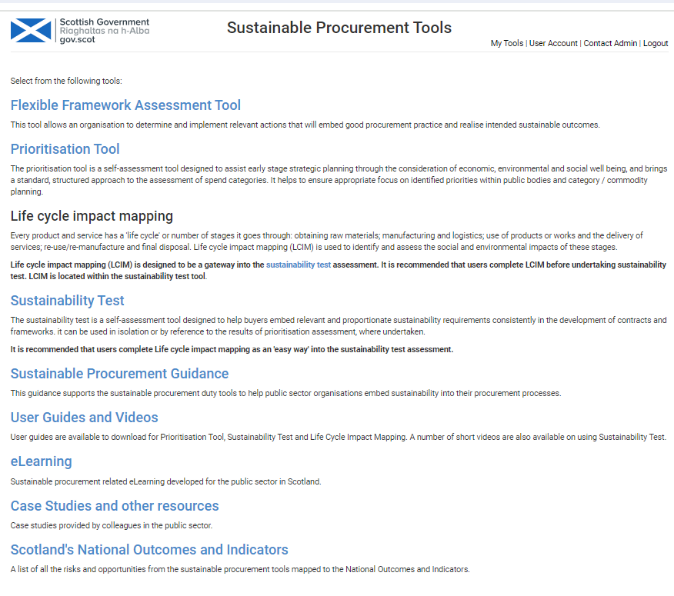 Scottish Government
Riaghaltas na h-Alba
gov.scot
Sustainable Procurement Tools
My Tools | User Account | Contact Admin | Logout
Select from the following tools:
Flexible Framework Assessment Tool
This tool allows an organisation to determine and implement relevant actions that will embed good procurement practice and realise intended sustainable outcomes.
Prioritisation Tool
The prioritisation tool is a self-assessment tool designed to assist early stage strategic planning through the consideration of economic, environmental and social well being, and brings
a standard, structured approach to the assessment of spend categories. It helps to ensure appropriate focus on identified priorities within public bodies and category / commodity
planning.
Life cycle impact mapping
Every product and service has a 'life cycle' or number of stages it goes through: obtaining raw materials; manufacturing and logistics; use of products or works and the delivery of
services; re-use/re-manufacture and final disposal. Life cycle impact mapping (LCIM) is used to identify and assess the social and environmental impacts of these stages.
Life cycle impact mapping (LCIM) is designed to be a gateway into the sustainability test assessment. It is recommended that users complete LCIM before undertaking sustainability
test. LCIM is located within the sustainability test tool.
Sustainability Test
The sustainability test is a self-assessment tool designed to help buyers embed relevant and proportionate sustainability requirements consistently in the development of contracts and
frameworks. it can be used in isolation or by reference to the results of prioritisation assessment, where undertaken.
It is recommended that users complete Life cycle impact mapping as an 'easy way' into the sustainability test assessment.
Sustainable Procurement Guidance
This guidance supports the sustainable procurement duty tools to help public sector organisations embed sustainability into their procurement processes.
User Guides and Videos
User guides are available to download for Prioritisation Tool, Sustainability Test and Life Cycle Impact Mapping. A number of short videos are also available on using Sustainability Test.
eLearning
Sustainable procurement related eLearning developed for the public sector in Scotland.
Case Studies and other resources
Case studies provided by colleagues in the public sector.
Scotland's National Outcomes and Indicators
A list of all the risks and opportunities from the sustainable procurement tools mapped to the National Outcomes and Indicators.